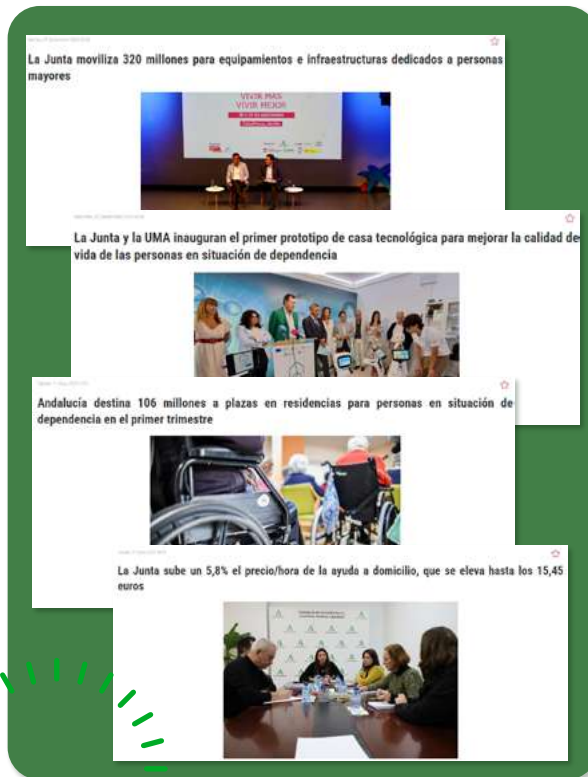 La Junta moviliza 320 millones para equipamientos e infraestructuras dedicados a personas
mayores
VIVIR MÁS
VIVIR MEJOR
La Junta y la UMA inauguran el primer prototipo de casa tecnológica para mejorar la calidad de
vida de las personas en situación de dependencia
Andalucía destina 106 millones a plazas en residencias para personas en situación de
dependencia en el primer trimestre
La Junta sube un 5,8% el precio/hora de la ayuda a domicilio, que se eleva hasta los 15,45
euros